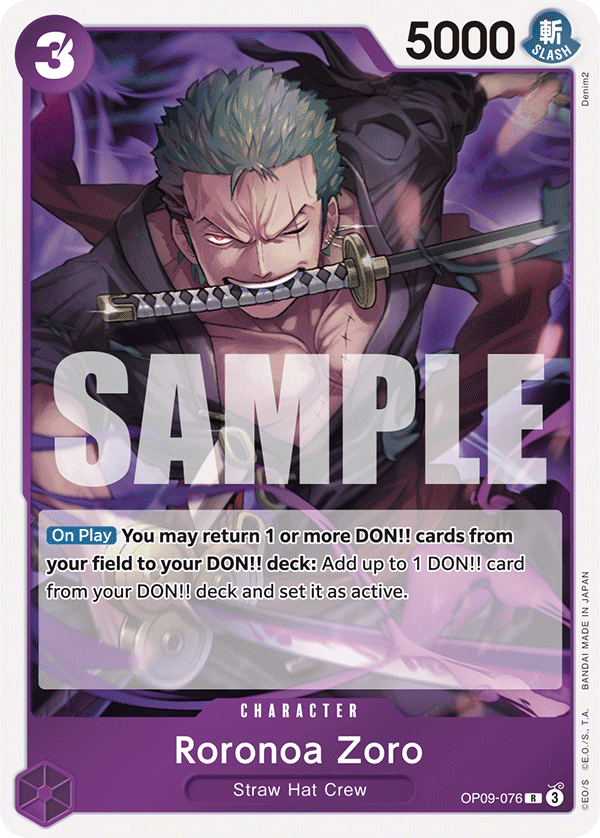 3
5000
斬
SLASH
Denim2
SAMPLE
On Play You may return 1 or more DON!! cards from
your field to your DON!! deck: Add up to 1 DON!! card
from your DON!! deck and set it as active.
CHARACTER
Roronoa Zoro
Straw Hat Crew
OP09-076 R 3
©EO/S ©E.O./S., T.A. BANDAI MADE IN JAPAN